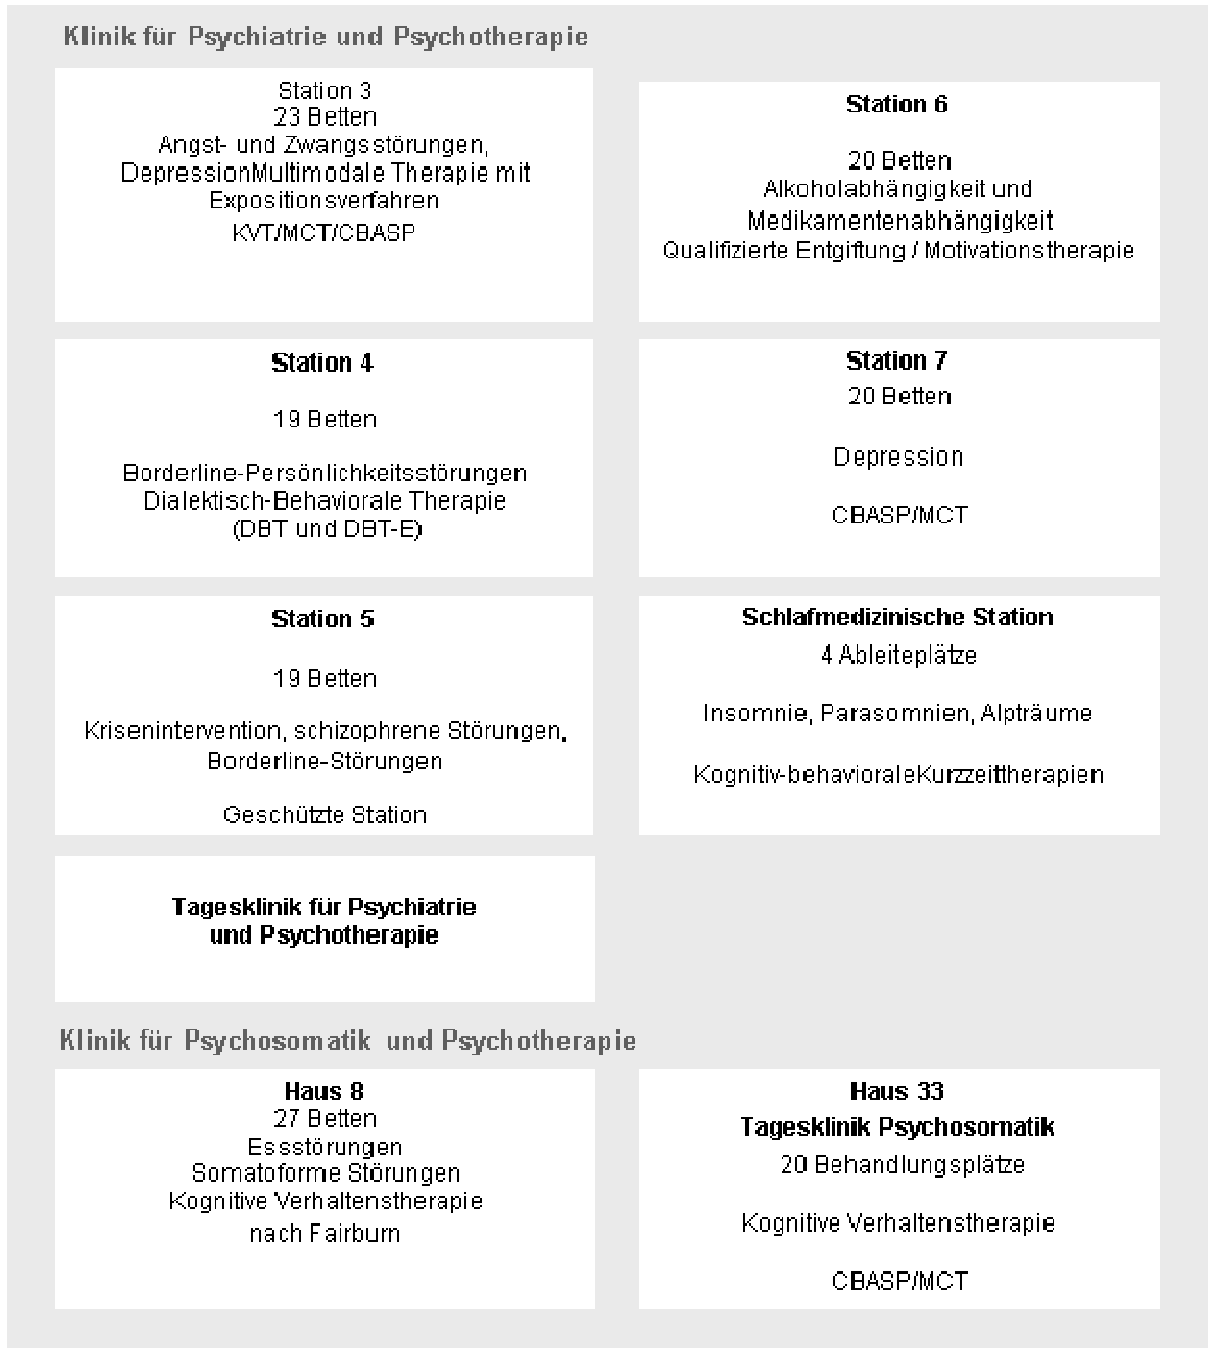 Klinik für Psychiatrie und Psychotherapie
Station 3
23 Betten
Angst- und Zwangsstörungen,
DepressionMultimodale Therapie mit
Expositionsverfahren
KVT/MCT/CBASP
Station 6
20 Betten
Alkoholabhängigkeit und
Medikamentenabhängigkeit
Qualifizierte Entgiftung / Motivationstherapie
Station 4
19 Betten
Borderline-Persönlichkeitsstörungen
Dialektisch-Behaviorale Therapie
(DBT und DBT-E)
Station 7
20 Betten
Depression
CBASP/MCT
Station 5
19 Betten
Krisenintervention, schizophrene Störungen,
Borderline-Störungen
Geschützte Station
Schlafmedizinische Station
4 Ableiteplätze
Insomnie, Parasomnien, Alpträume
Kognitiv-behavioraleKurzzeittherapien
Tagesklinik für Psychiatrie
und Psychotherapie
Klinik für Psychosomatik und Psychotherapie
Haus 8
27 Betten
Essstörungen
Somatoforme Störungen
Kognitive Verhaltenstherapie
nach Fairburn
Haus 33
Tagesklinik Psychosomatik
20 Behandlungsplätze
Kognitive Verhaltenstherapie
CBASP/MCT